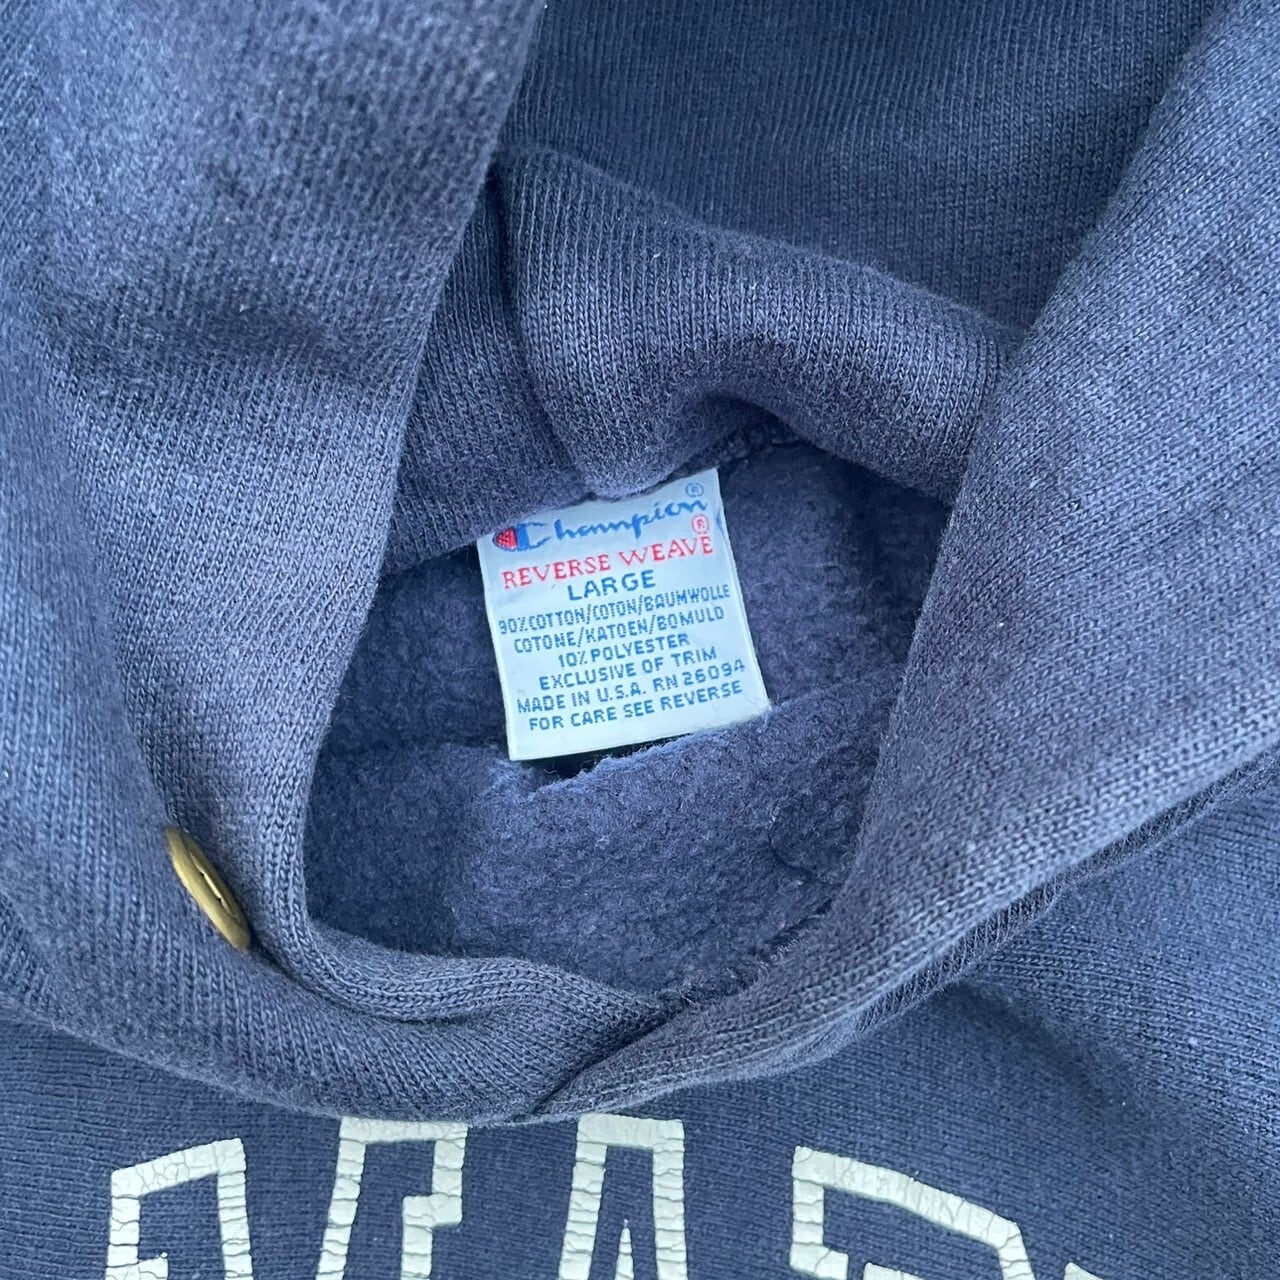 Champion®
REVERSE WEAVE®
LARGE
90% COTTON/COTON/BAUMWOLLE
COTONE/KATOEN/BOMULD
10% POLYESTER
EXCLUSIVE OF TRIM
MADE IN U.S.A. RN 26094
FOR CARE SEE REVERSE